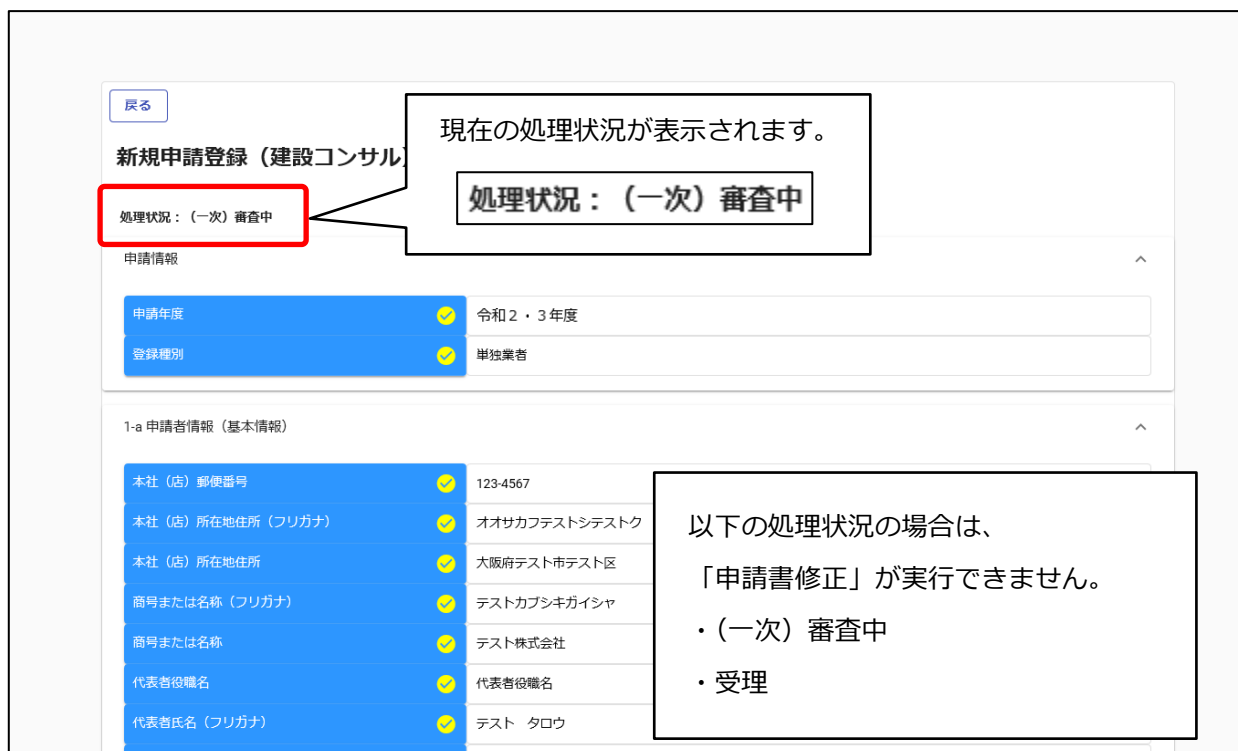 戻る
新規申請登録（建設コンサル）
処理状況：（一次）審査中
現在の処理状況が表示されます。
処理状況：（一次）審査中
申請情報
申請年度
令和２・３年度
登録種別
単独業者
1-a 申請者情報（基本情報）
本社（店）郵便番号
123-4567
本社（店）所在地住所（フリガナ）
オオサカフテストシテストク
本社（店）所在地住所
大阪府テスト市テスト区
商号または名称（フリガナ）
テストカブシキガイシャ
商号または名称
テスト株式会社
代表者役職名
代表者役職名
代表者氏名（フリガナ）
テスト　タロウ
以下の処理状況の場合は、
「申請書修正」が実行できません。
・（一次）審査中
・受理